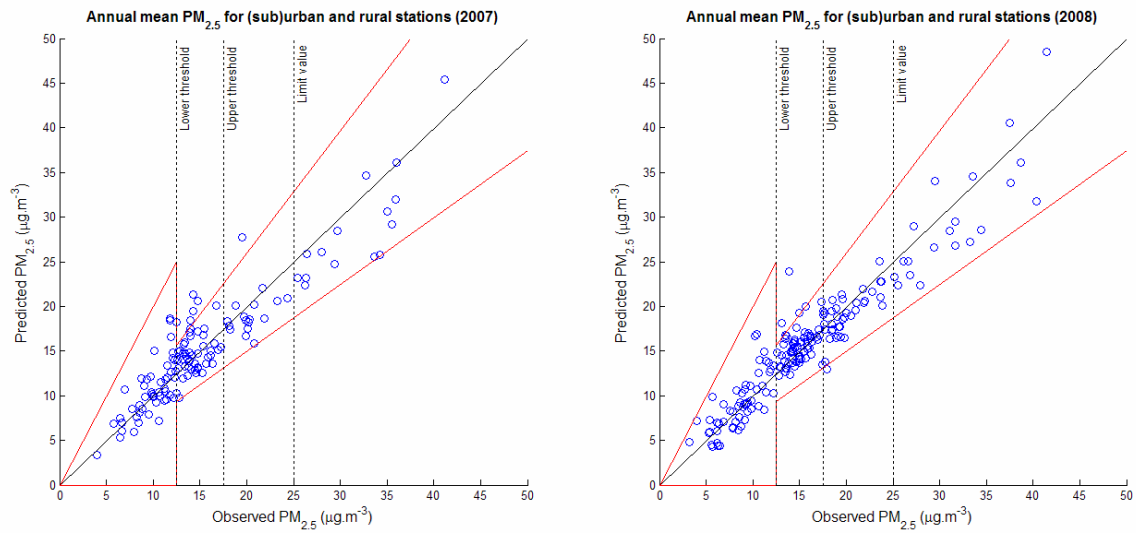 Annual mean PM2.5 for (sub)urban and rural stations (2007)
50
45
40
35
30
25
20
15
10
5
0
Predicted PM2.5 (μg.m-3)
Lower threshold
Upper threshold
Limit value
0 5 10 15 20 25 30 35 40 45 50
Observed PM2.5 (μg.m-3)
Annual mean PM2.5 for (sub)urban and rural stations (2008)
50
45
40
35
30
25
20
15
10
5
0
Predicted PM2.5 (μg.m-3)
Lower threshold
Upper threshold
Limit value
0 5 10 15 20 25 30 35 40 45 50
Observed PM2.5 (μg.m-3)